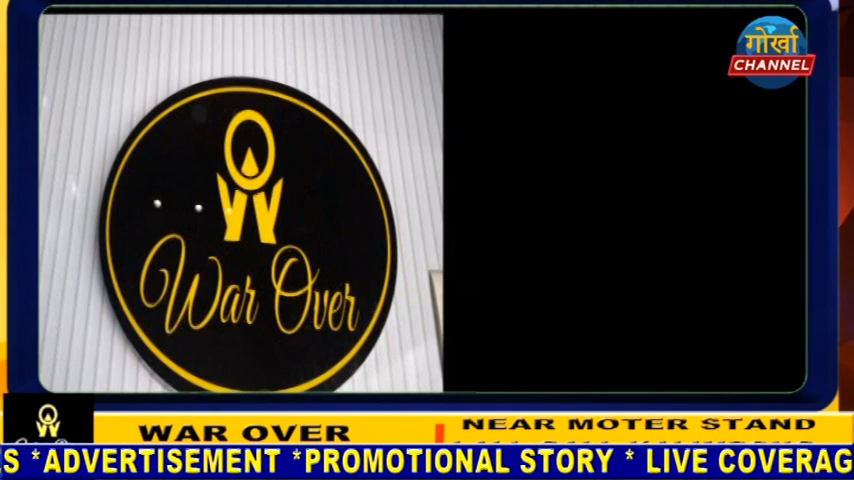 गोर्खा
CHANNEL
War Over
WAR OVER
NEAR MOTER STAND
S *ADVERTISEMENT *PROMOTIONAL STORY * LIVE COVERAG